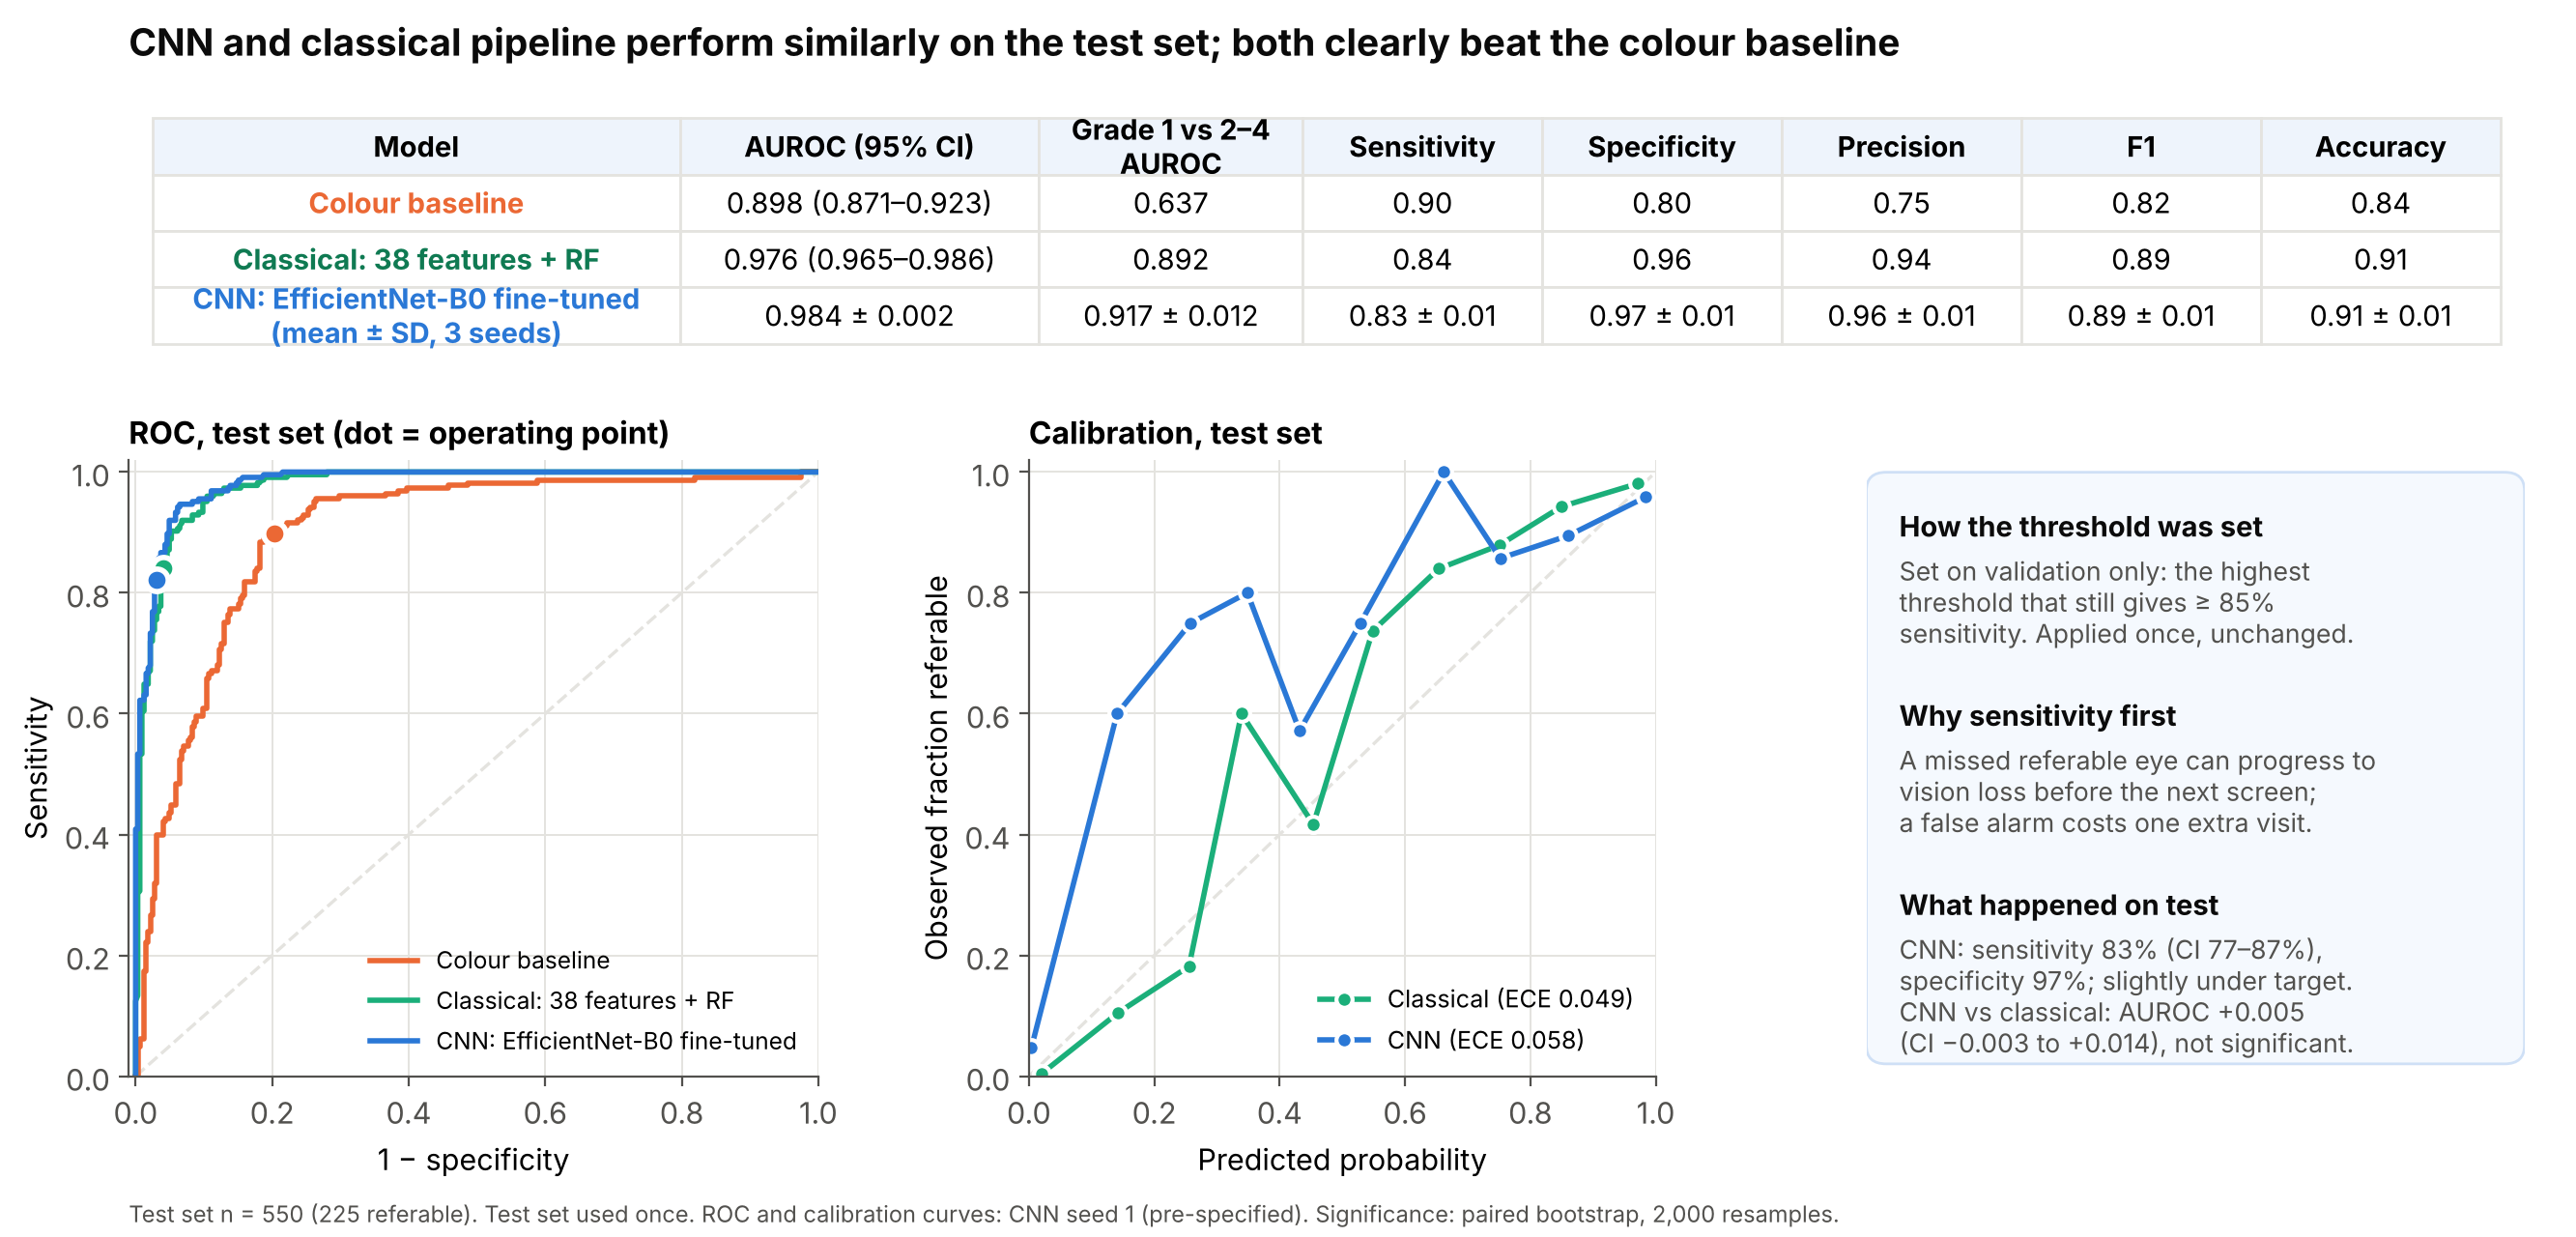 CNN and classical pipeline perform similarly on the test set; both clearly beat the colour baseline
Model AUROC (95% CI) Grade 1 vs 2–4 AUROC Sensitivity Specificity Precision F1 Accuracy
Colour baseline 0.898 (0.871–0.923) 0.637 0.90 0.80 0.75 0.82 0.84
Classical: 38 features + RF 0.976 (0.965–0.986) 0.892 0.84 0.96 0.94 0.89 0.91
CNN: EfficientNet-B0 fine-tuned (mean ± SD, 3 seeds) 0.984 ± 0.002 0.917 ± 0.012 0.83 ± 0.01 0.97 ± 0.01 0.96 ± 0.01 0.89 ± 0.01 0.91 ± 0.01
ROC, test set (dot = operating point)
1.0
0.8
0.6
0.4
0.2
0.0
Sensitivity
Colour baseline
Classical: 38 features + RF
CNN: EfficientNet-B0 fine-tuned
0.0 0.2 0.4 0.6 0.8 1.0
1 − specificity
Calibration, test set
1.0
0.8
0.6
0.4
0.2
0.0
Observed fraction referable
Classical (ECE 0.049)
CNN (ECE 0.058)
0.0 0.2 0.4 0.6 0.8 1.0
Predicted probability
How the threshold was set
Set on validation only: the highest
threshold that still gives ≥ 85%
sensitivity. Applied once, unchanged.
Why sensitivity first
A missed referable eye can progress to
vision loss before the next screen;
a false alarm costs one extra visit.
What happened on test
CNN: sensitivity 83% (CI 77–87%),
specificity 97%; slightly under target.
CNN vs classical: AUROC +0.005
(CI −0.003 to +0.014), not significant.
Test set n = 550 (225 referable). Test set used once. ROC and calibration curves: CNN seed 1 (pre-specified). Significance: paired bootstrap, 2,000 resamples.